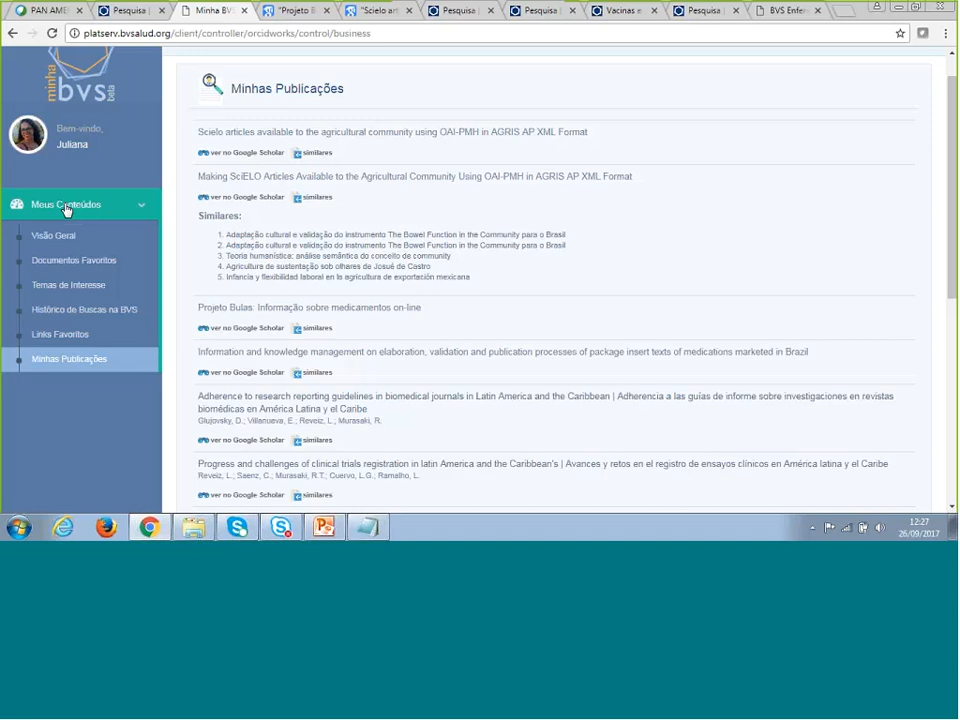 PAN AME
Pesquisa |
Minha BVS
"Projeto B
"Scielo art
Pesquisa |
Pesquisa |
Vacinas e
Pesquisa |
BVS Enfer
platserv.bvsalud.org/client/controller/orcidworks/control/business
minha
bvs
beta
Bem-vindo,
Juliana
Meus Conteúdos
Visão Geral
Documentos Favoritos
Temas de Interesse
Histórico de Buscas na BVS
Links Favoritos
Minhas Publicações
Minhas Publicações
Scielo articles available to the agricultural community using OAI-PMH in AGRIS AP XML Format
ver no Google Scholar similares
Making SciELO Articles Available to the Agricultural Community Using OAI-PMH in AGRIS AP XML Format
ver no Google Scholar similares
Similares:
1. Adaptação cultural e validação do instrumento The Bowel Function in the Community para o Brasil
2. Adaptação cultural e validação do instrumento The Bowel Function in the Community para o Brasil
3. Teoria humanística: análise semântica do conceito de community
4. Agricultura de sustentação sob olhares de Josué de Castro
5. Infancia y flexibilidad laboral en la agricultura de exportación mexicana
Projeto Bulas: Informação sobre medicamentos on-line
ver no Google Scholar similares
Information and knowledge management on elaboration, validation and publication processes of package insert texts of medications marketed in Brazil
ver no Google Scholar similares
Adherence to research reporting guidelines in biomedical journals in Latin America and the Caribbean | Adherencia a las guías de informe sobre investigaciones en revistas
biomédicas en América Latina y el Caribe
Glujovsky, D.; Villanueva, E.; Reveiz, L.; Murasaki, R.
ver no Google Scholar similares
Progress and challenges of clinical trials registration in latin America and the Caribbean's | Avances y retos en el registro de ensayos clínicos en América latina y el Caribe
Reveiz, L.; Saenz, C.; Murasaki, R.T.; Cuervo, L.G.; Ramalho, L.
ver no Google Scholar similares
12:27
26/09/2017